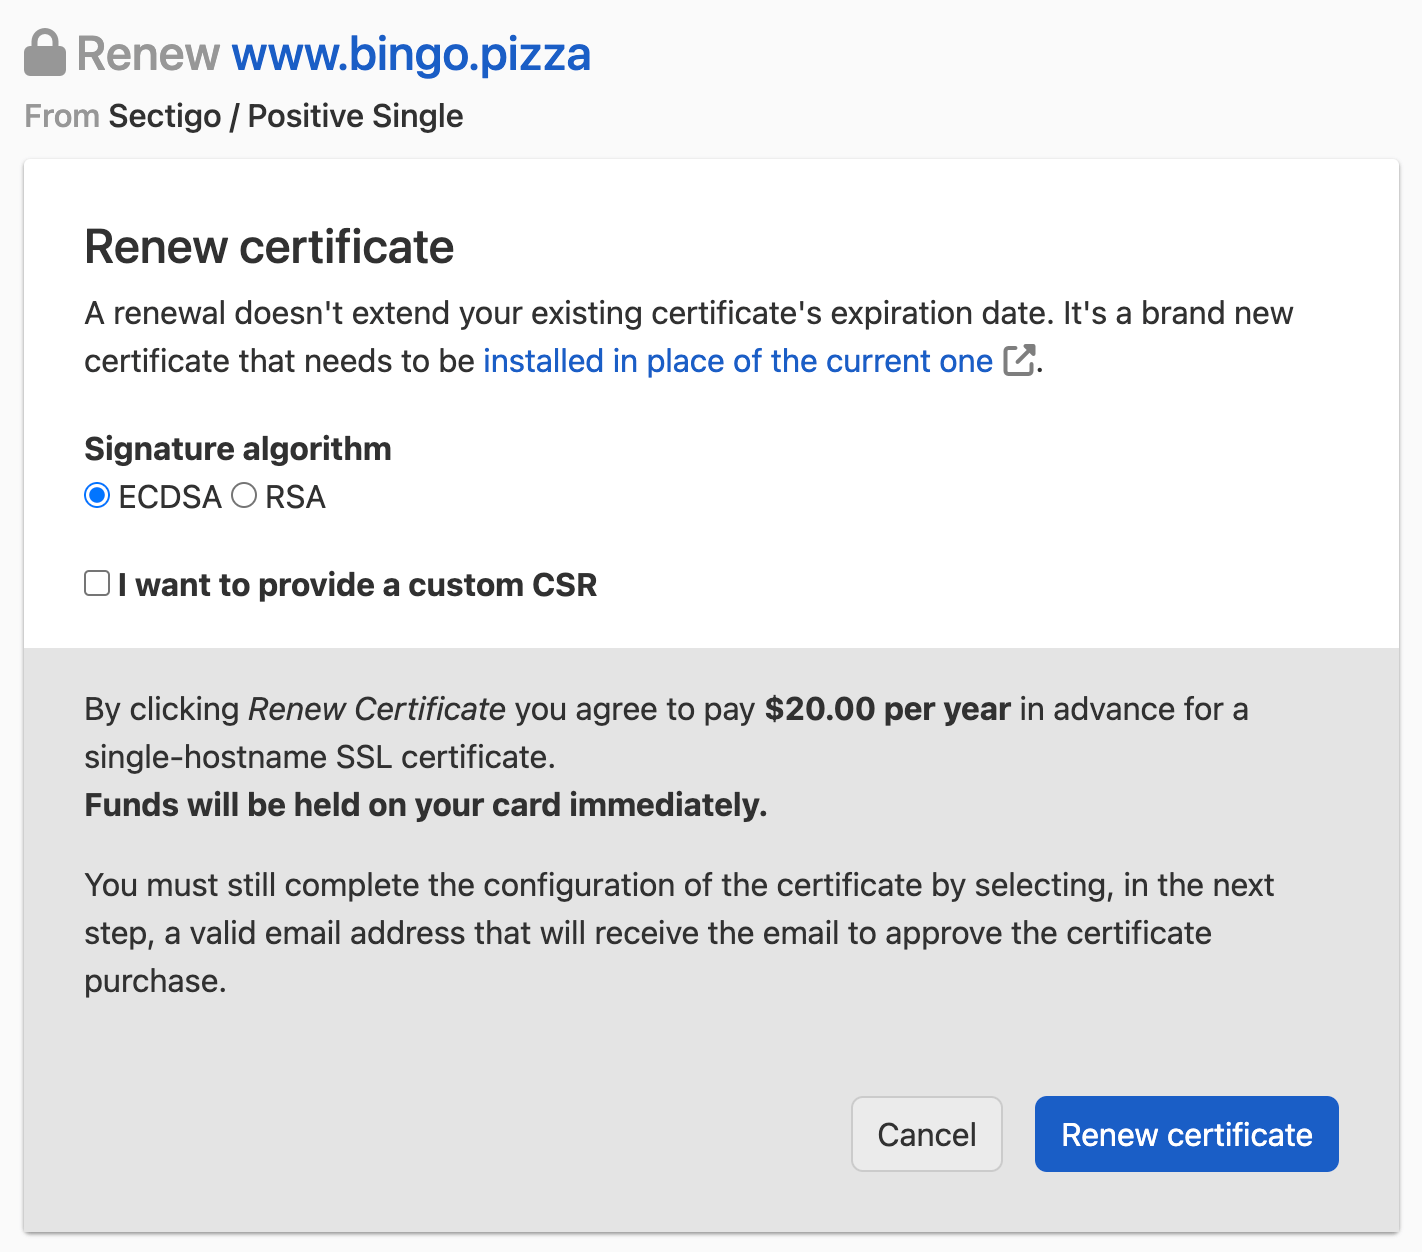 Renew www.bingo.pizza
From Sectigo / Positive Single
Renew certificate
A renewal doesn't extend your existing certificate's expiration date. It's a brand new
certificate that needs to be installed in place of the current one.
Signature algorithm
ECDSA RSA
I want to provide a custom CSR
By clicking Renew Certificate you agree to pay $20.00 per year in advance for a
single-hostname SSL certificate.
Funds will be held on your card immediately.
You must still complete the configuration of the certificate by selecting, in the next
step, a valid email address that will receive the email to approve the certificate
purchase.
Cancel Renew certificate